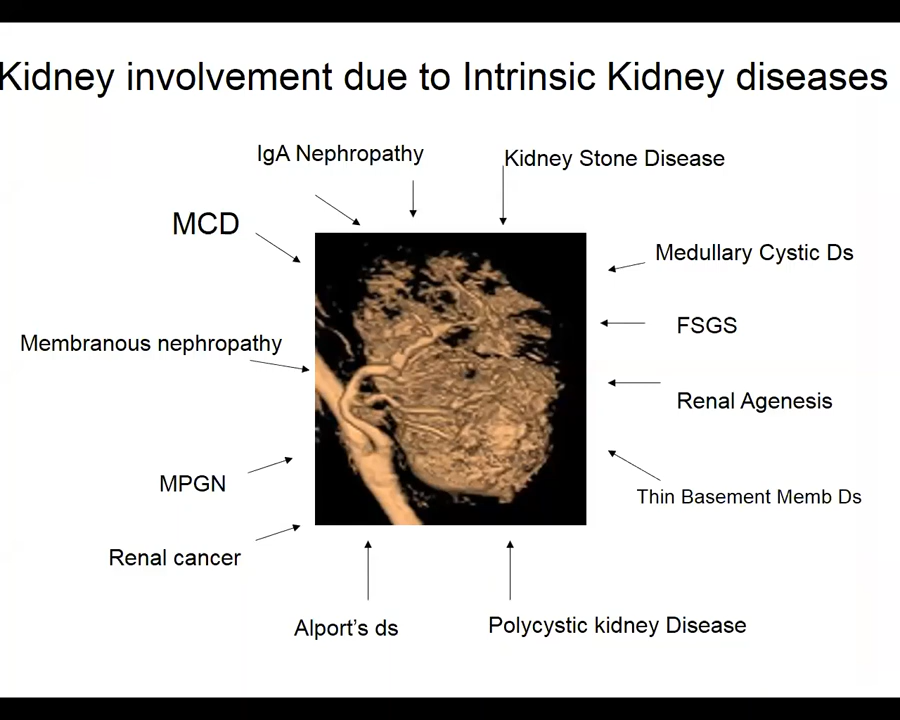 Kidney involvement due to Intrinsic Kidney diseases
IgA Nephropathy
Kidney Stone Disease
MCD
Medullary Cystic Ds
FSGS
Membranous nephropathy
Renal Agenesis
MPGN
Thin Basement Memb Ds
Renal cancer
Alport's ds
Polycystic kidney Disease